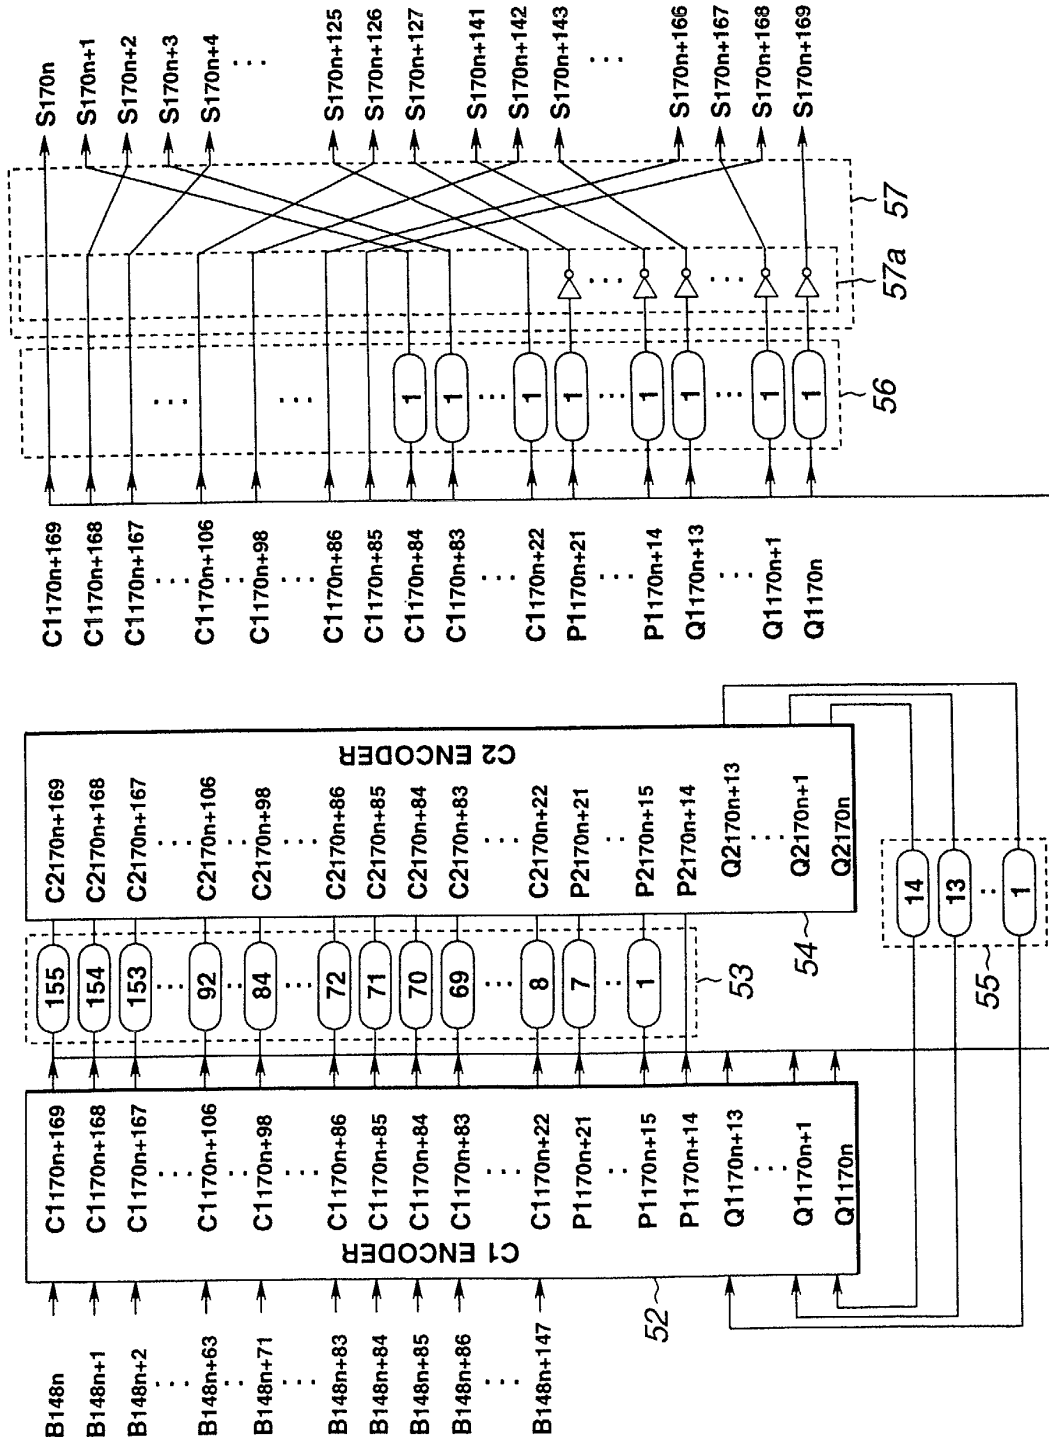 B148n
B148n+1
B148n+2
...
B148n+63
...
B148n+71
...
B148n+83
B148n+84
B148n+85
B148n+86
...
B148n+147
C1 ENCODER
C1170n+169
C1170n+168
C1170n+167
...
C1170n+106
...
C1170n+98
...
C1170n+86
C1170n+85
C1170n+84
C1170n+83
...
C1170n+22
P1170n+21
...
P1170n+15
P1170n+14
Q1170n+13
...
Q1170n+1
Q1170n
52
155
154
153
...
92
...
84
...
72
71
70
69
...
8
7
...
1
53
C2 ENCODER
C2170n+169
C2170n+168
C2170n+167
...
C2170n+106
...
C2170n+98
...
C2170n+86
C2170n+85
C2170n+84
C2170n+83
...
C2170n+22
P2170n+21
...
P2170n+15
P2170n+14
Q2170n+13
...
Q2170n+1
Q2170n
54
14
13
...
1
55
C1170n+169
C1170n+168
C1170n+167
...
C1170n+106
...
C1170n+98
...
C1170n+86
C1170n+85
C1170n+84
C1170n+83
...
C1170n+22
P1170n+21
...
P1170n+14
Q1170n+13
...
Q1170n+1
Q1170n
...
...
1
1
...
1
1
...
1
1
...
1
1
56
...
...
57a
57
S170n
S170n+1
S170n+2
S170n+3
S170n+4
...
S170n+125
S170n+126
S170n+127
S170n+141
S170n+142
S170n+143
...
S170n+166
S170n+167
S170n+168
S170n+169